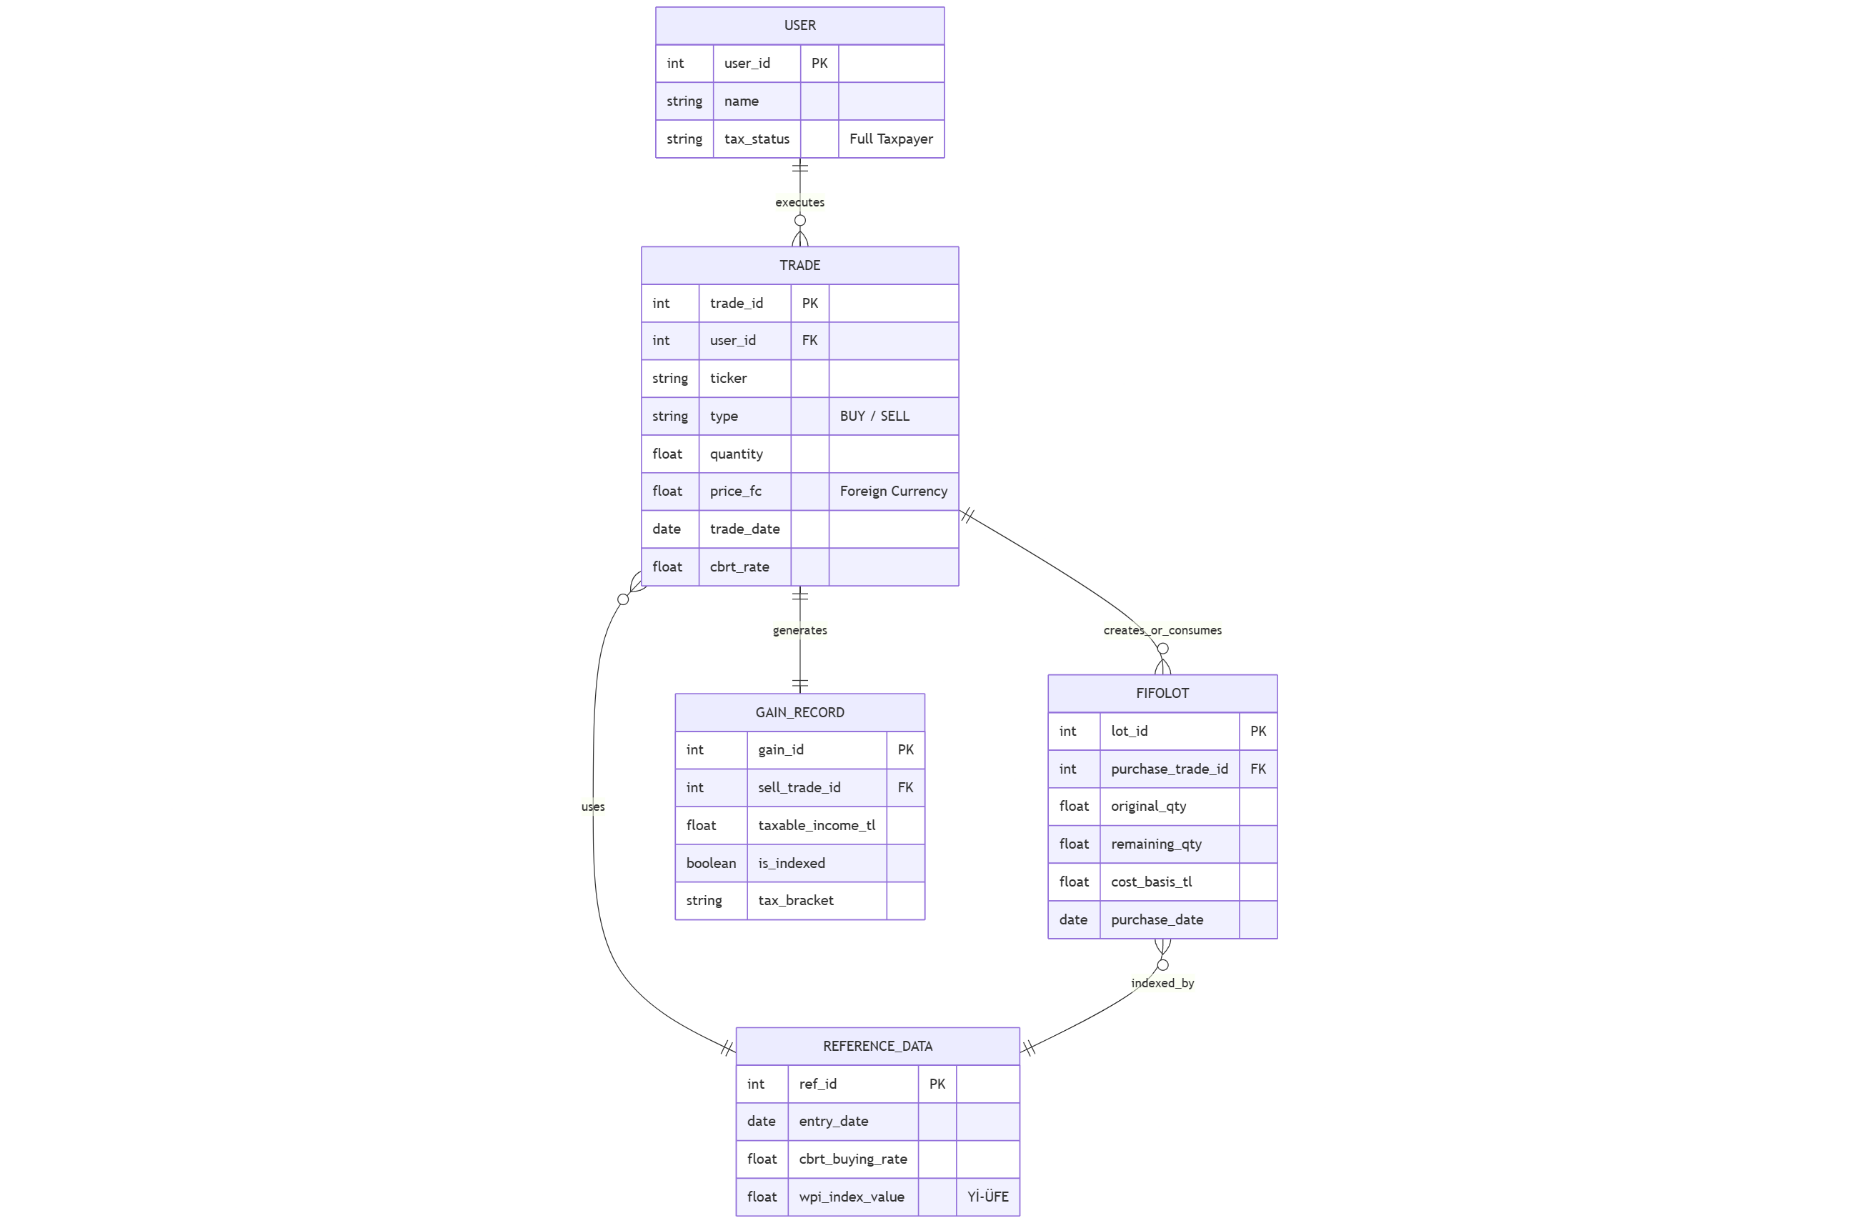 USER
int user_id PK
string name
string tax_status Full Taxpayer
executes
TRADE
int trade_id PK
int user_id FK
string ticker
string type BUY / SELL
float quantity
float price_fc Foreign Currency
date trade_date
float cbrt_rate
generates
creates_or_consumes
GAIN_RECORD
int gain_id PK
int sell_trade_id FK
float taxable_income_tl
boolean is_indexed
string tax_bracket
FIFOLOT
int lot_id PK
int purchase_trade_id FK
float original_qty
float remaining_qty
float cost_basis_tl
date purchase_date
uses
indexed_by
REFERENCE_DATA
int ref_id PK
date entry_date
float cbrt_buying_rate
float wpi_index_value Yİ-ÜFE